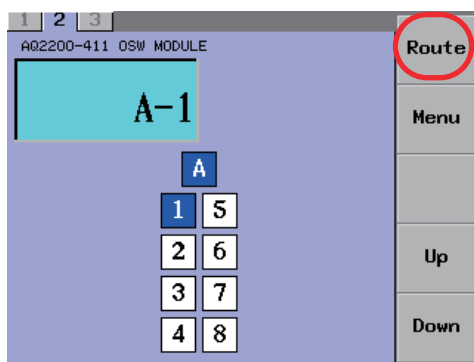 1 2 3
AQ2200-411 OSW MODULE
A-1
A
1 5
2 6
3 7
4 8
Route
Menu
Up
Down